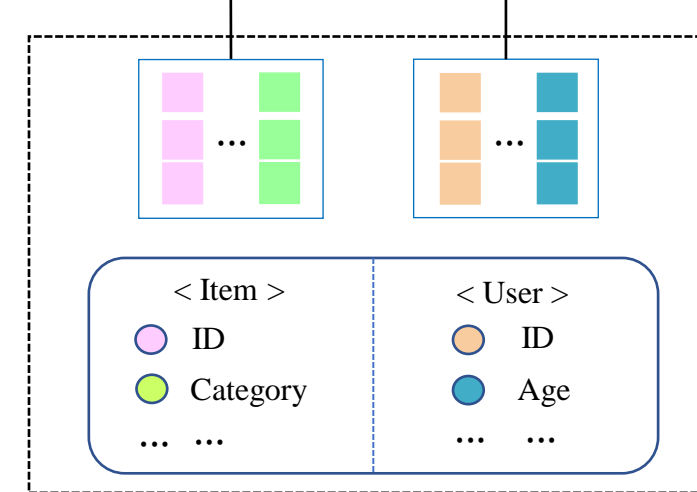 ... ...
< Item > < User >
ID ID
Category Age
... ... ... ...